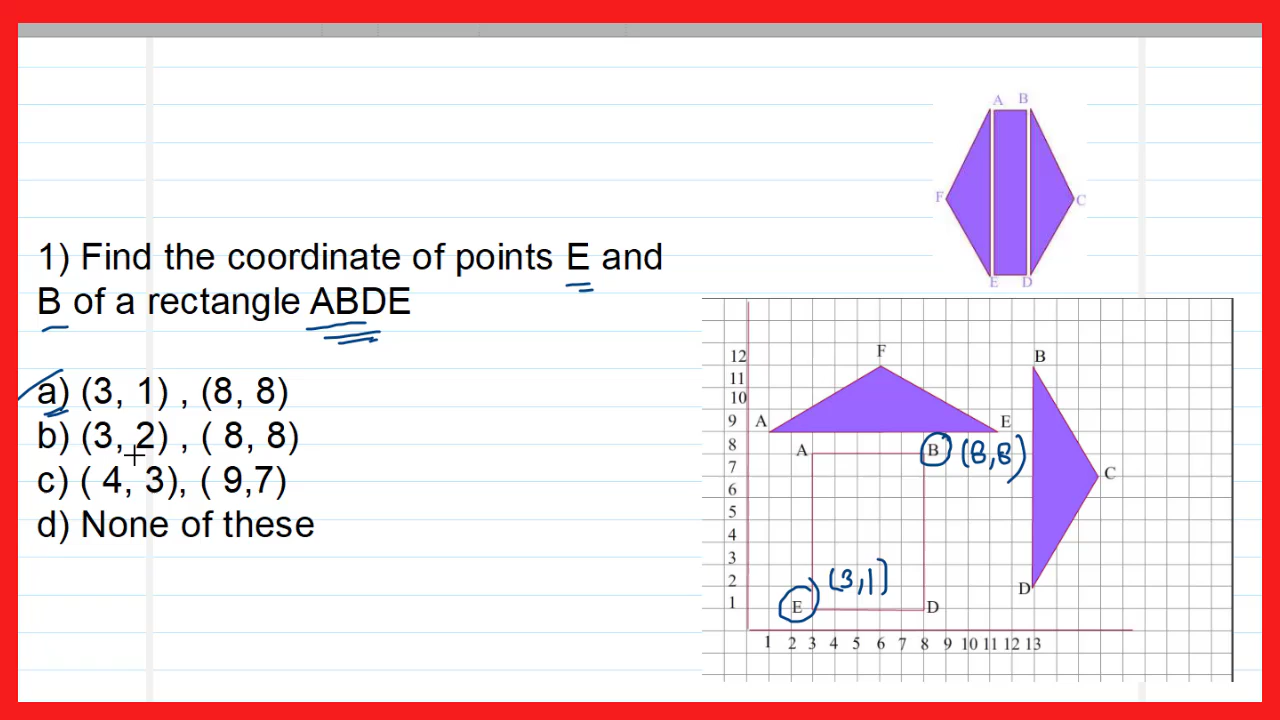 A B
F C
E D
1) Find the coordinate of points E and
B of a rectangle ABDE
a) (3, 1) , (8, 8)
b) (3, 2) , ( 8, 8)
c) ( 4, 3), ( 9,7)
d) None of these
F
B
12
11
10
9
8
7
6
5
4
3
2
1
A
E
A
B (8,8)
C
(3,1)
D
E
D
1 2 3 4 5 6 7 8 9 10 11 12 13